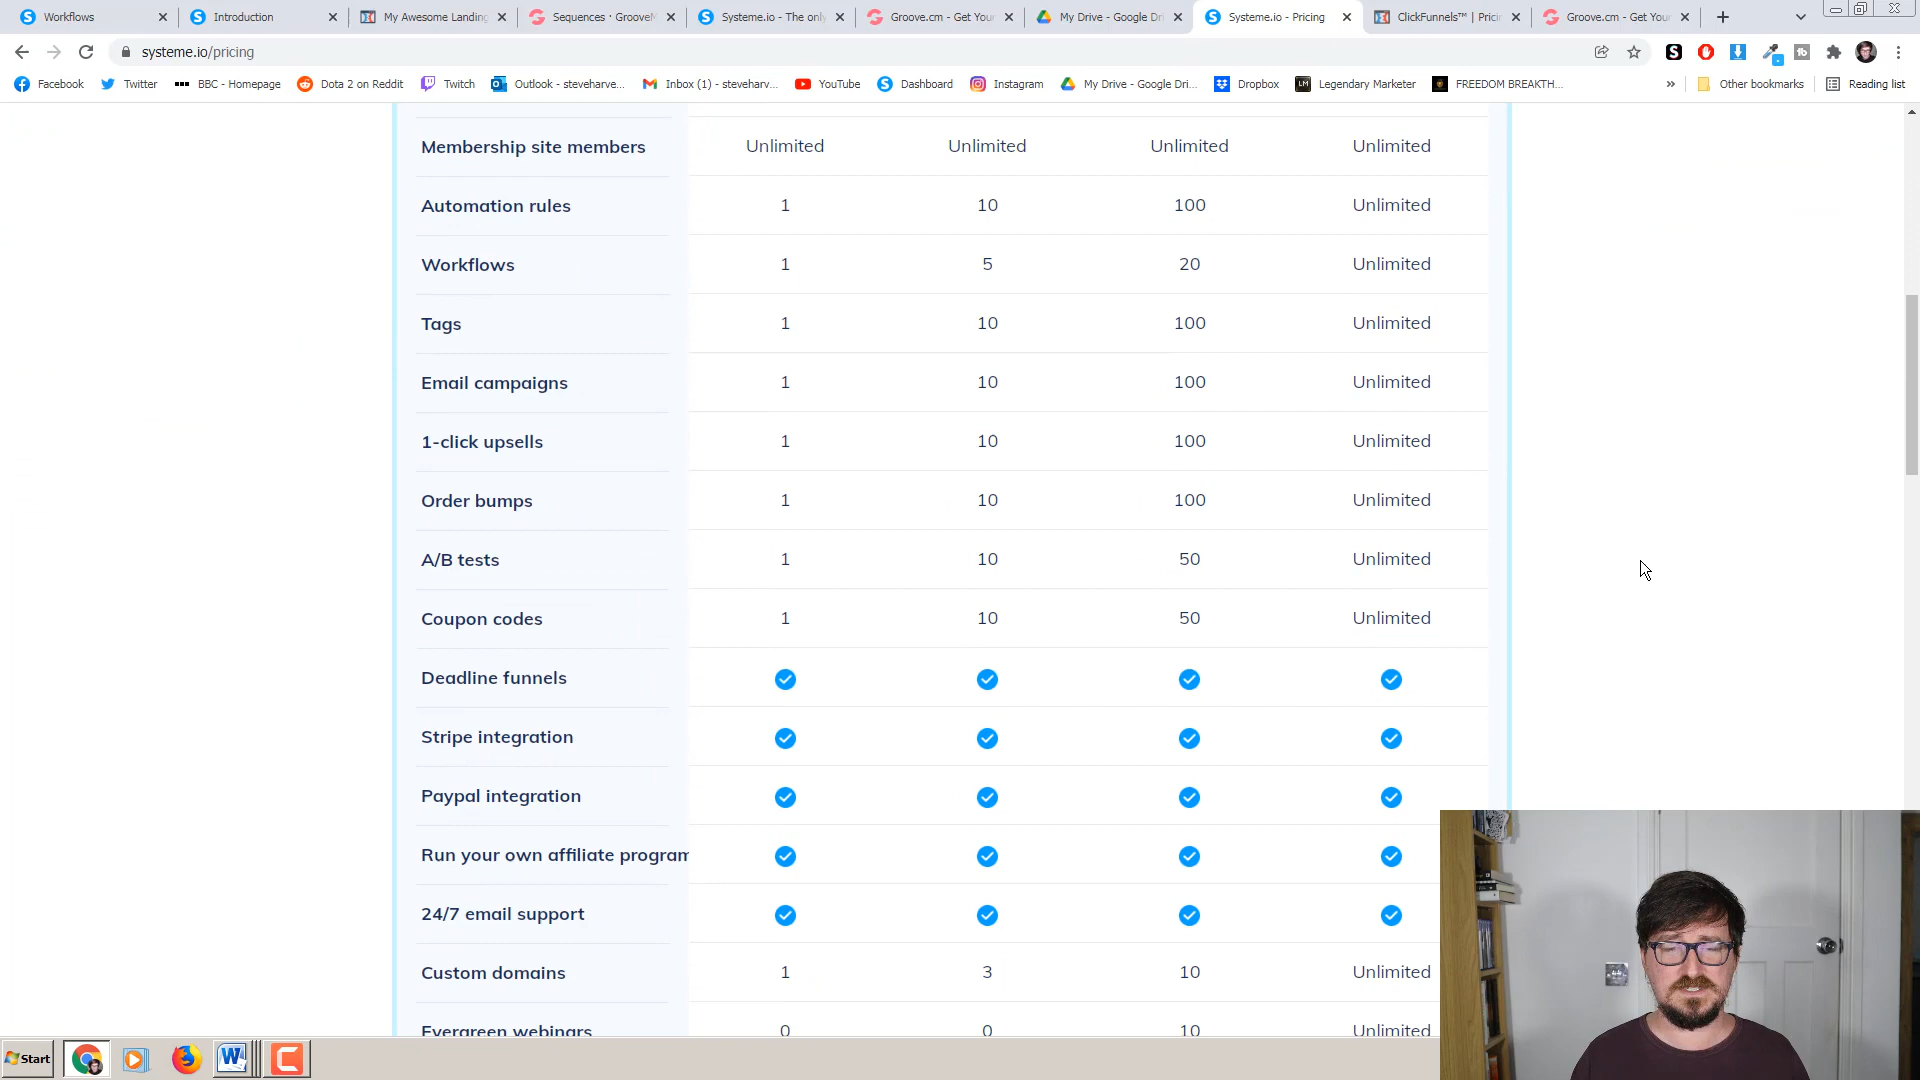 Workflows
Introduction
My Awesome Landing
Sequences · GrooveM
Systeme.io - The only
Groove.cm - Get Your
My Drive - Google Dri
Systeme.io - Pricing
ClickFunnels™ | Prici
Groove.cm - Get Your
systeme.io/pricing
Facebook
Twitter
BBC - Homepage
Dota 2 on Reddit
Twitch
Outlook - steveharve...
Inbox (1) - steveharv...
YouTube
Dashboard
Instagram
My Drive - Google Dri...
Dropbox
Legendary Marketer
FREEDOM BREAKTH...
»
Other bookmarks
Reading list
Membership site members Unlimited Unlimited Unlimited Unlimited
Automation rules 1 10 100 Unlimited
Workflows 1 5 20 Unlimited
Tags 1 10 100 Unlimited
Email campaigns 1 10 100 Unlimited
1-click upsells 1 10 100 Unlimited
Order bumps 1 10 100 Unlimited
A/B tests 1 10 50 Unlimited
Coupon codes 1 10 50 Unlimited
Deadline funnels
Stripe integration
Paypal integration
Run your own affiliate program
24/7 email support
Custom domains 1 3 10 Unlimited
Evergreen webinars 0 0 10 Unlimited
Start